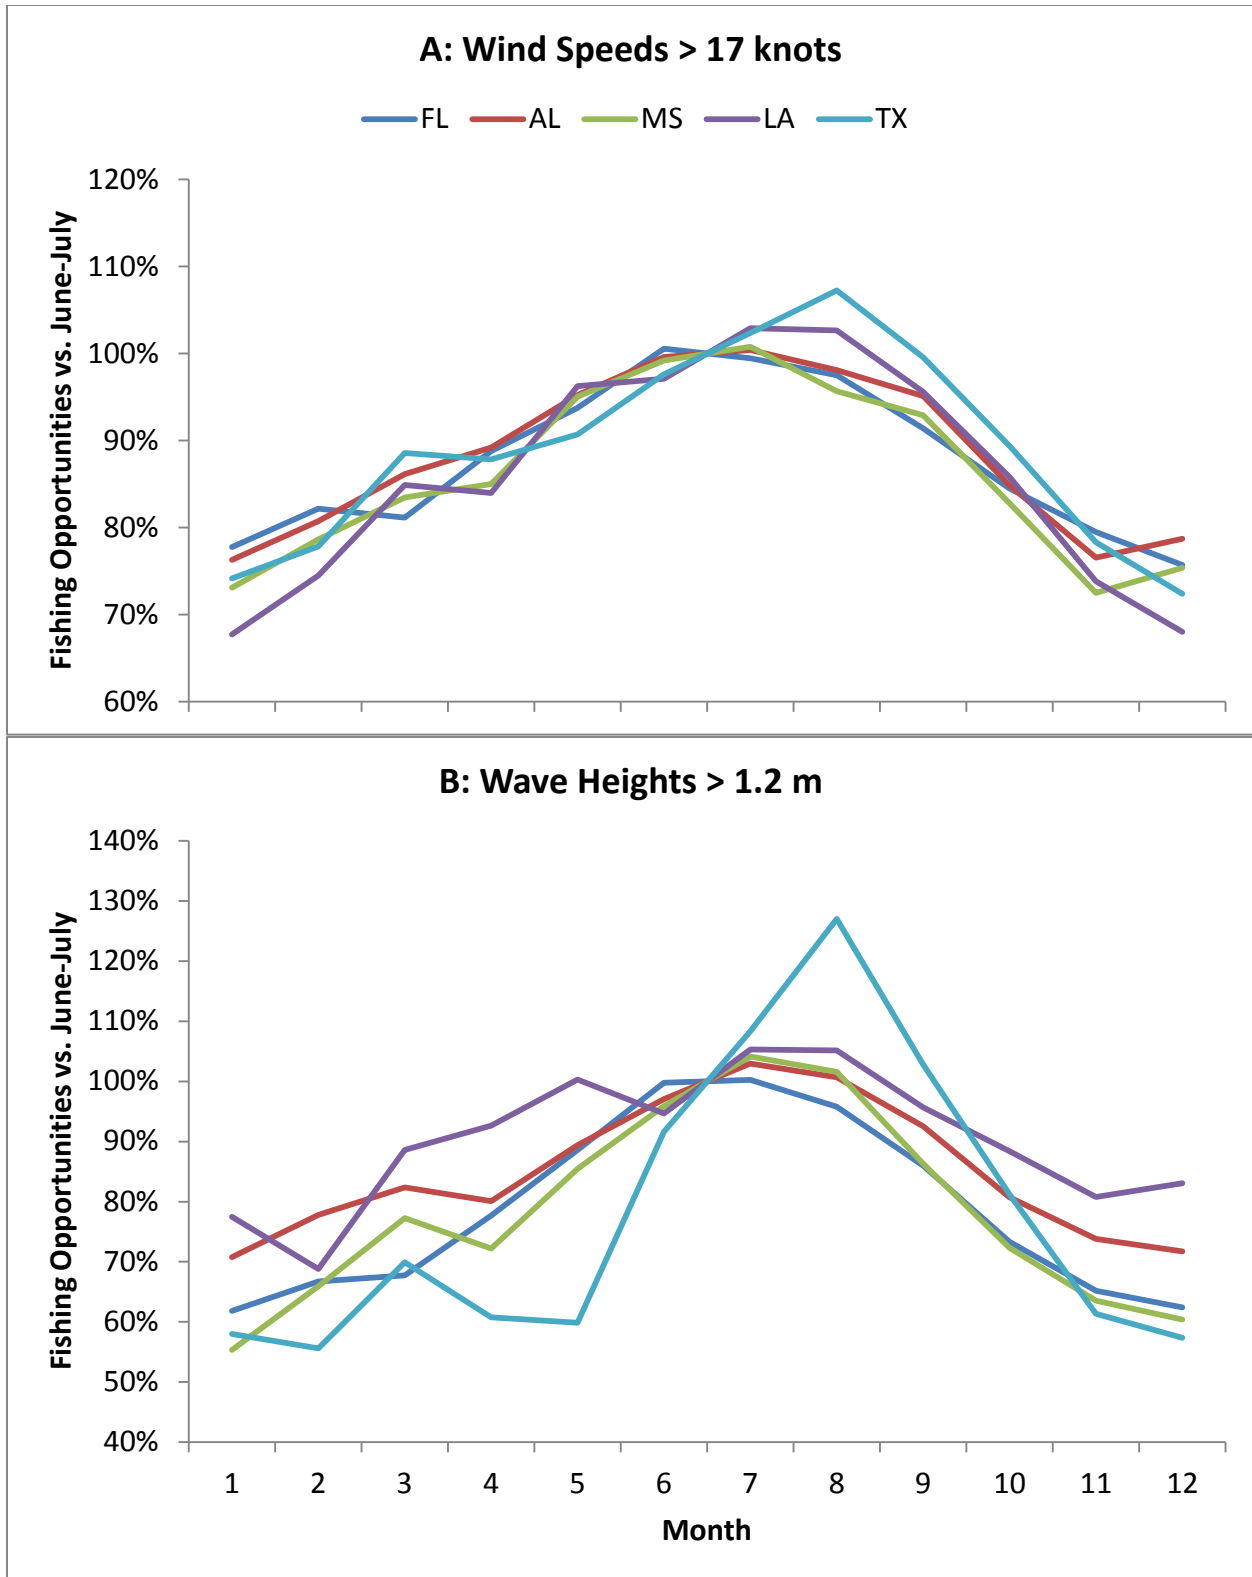 A: Wind Speeds > 17 knots
FL AL MS LA TX
Fishing Opportunities vs. June-July
120%
110%
100%
90%
80%
70%
60%
B: Wave Heights > 1.2 m
Fishing Opportunities vs. June-July
140%
130%
120%
110%
100%
90%
80%
70%
60%
50%
40%
1 2 3 4 5 6 7 8 9 10 11 12
Month